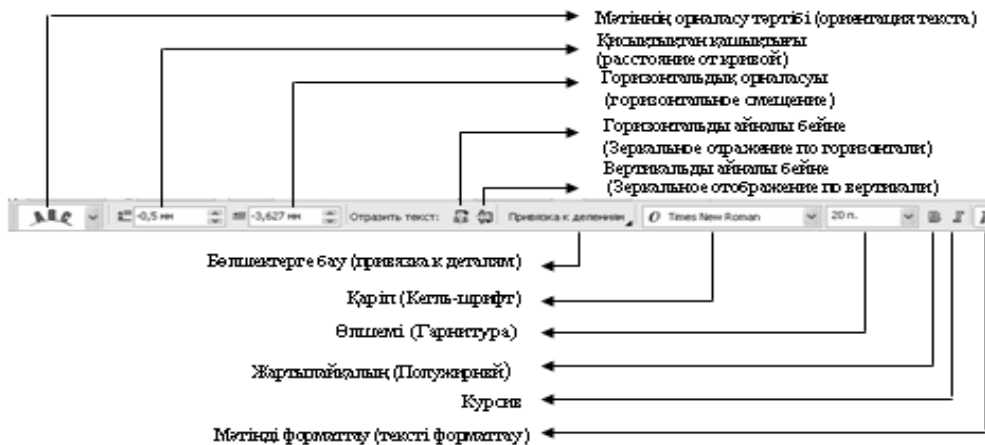 Мәтіннің орналасу тәртібі (ориентация текста)
Қисықтықтан қашықтығы
(расстояние от кривой)
Горизонтальдық орналасуы
(горизонтальное смещение)
Горизонтальды айналы бейне
(Зеркальное отражение по горизонтали)
Вертикальды айналы бейне
(Зеркальное отображение по вертикали)
-0,5 мм -3,627 мм Отразить текст: Привязка к делениям O Times New Roman 20 п. B I
Бөлшектерге бау (привязка к деталям)
Қаріп (Кегль-шрифт)
Өлшемі (Гарнитура)
Жартылайқалың (Полужирней)
Курсив
Мәтінді форматтау (тексті форматтау)